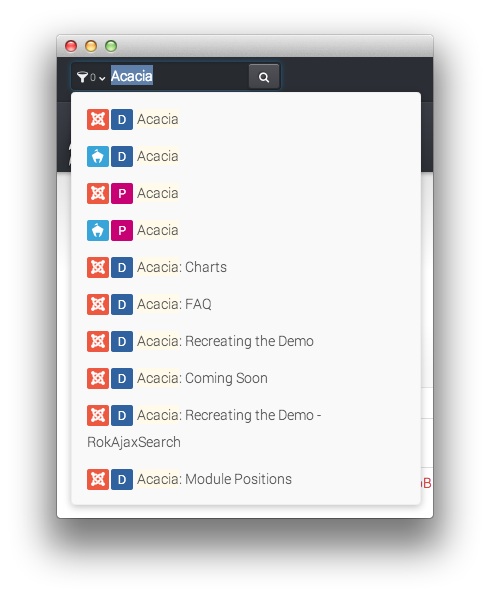 0 Acacia
D Acacia
D Acacia
P Acacia
P Acacia
D Acacia: Charts
D Acacia: FAQ
D Acacia: Recreating the Demo
D Acacia: Coming Soon
D Acacia: Recreating the Demo -
RokAjaxSearch
D Acacia: Module Positions